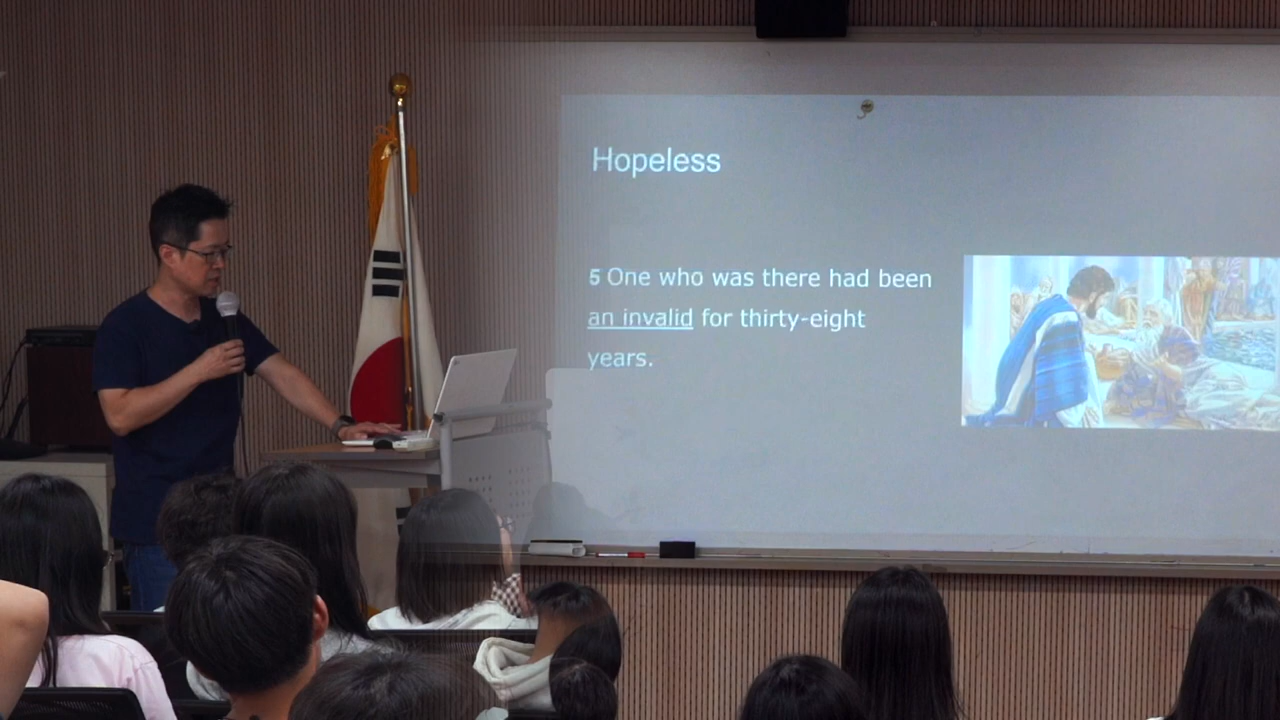 Hopeless
5 One who was there had been
an invalid for thirty-eight
years.